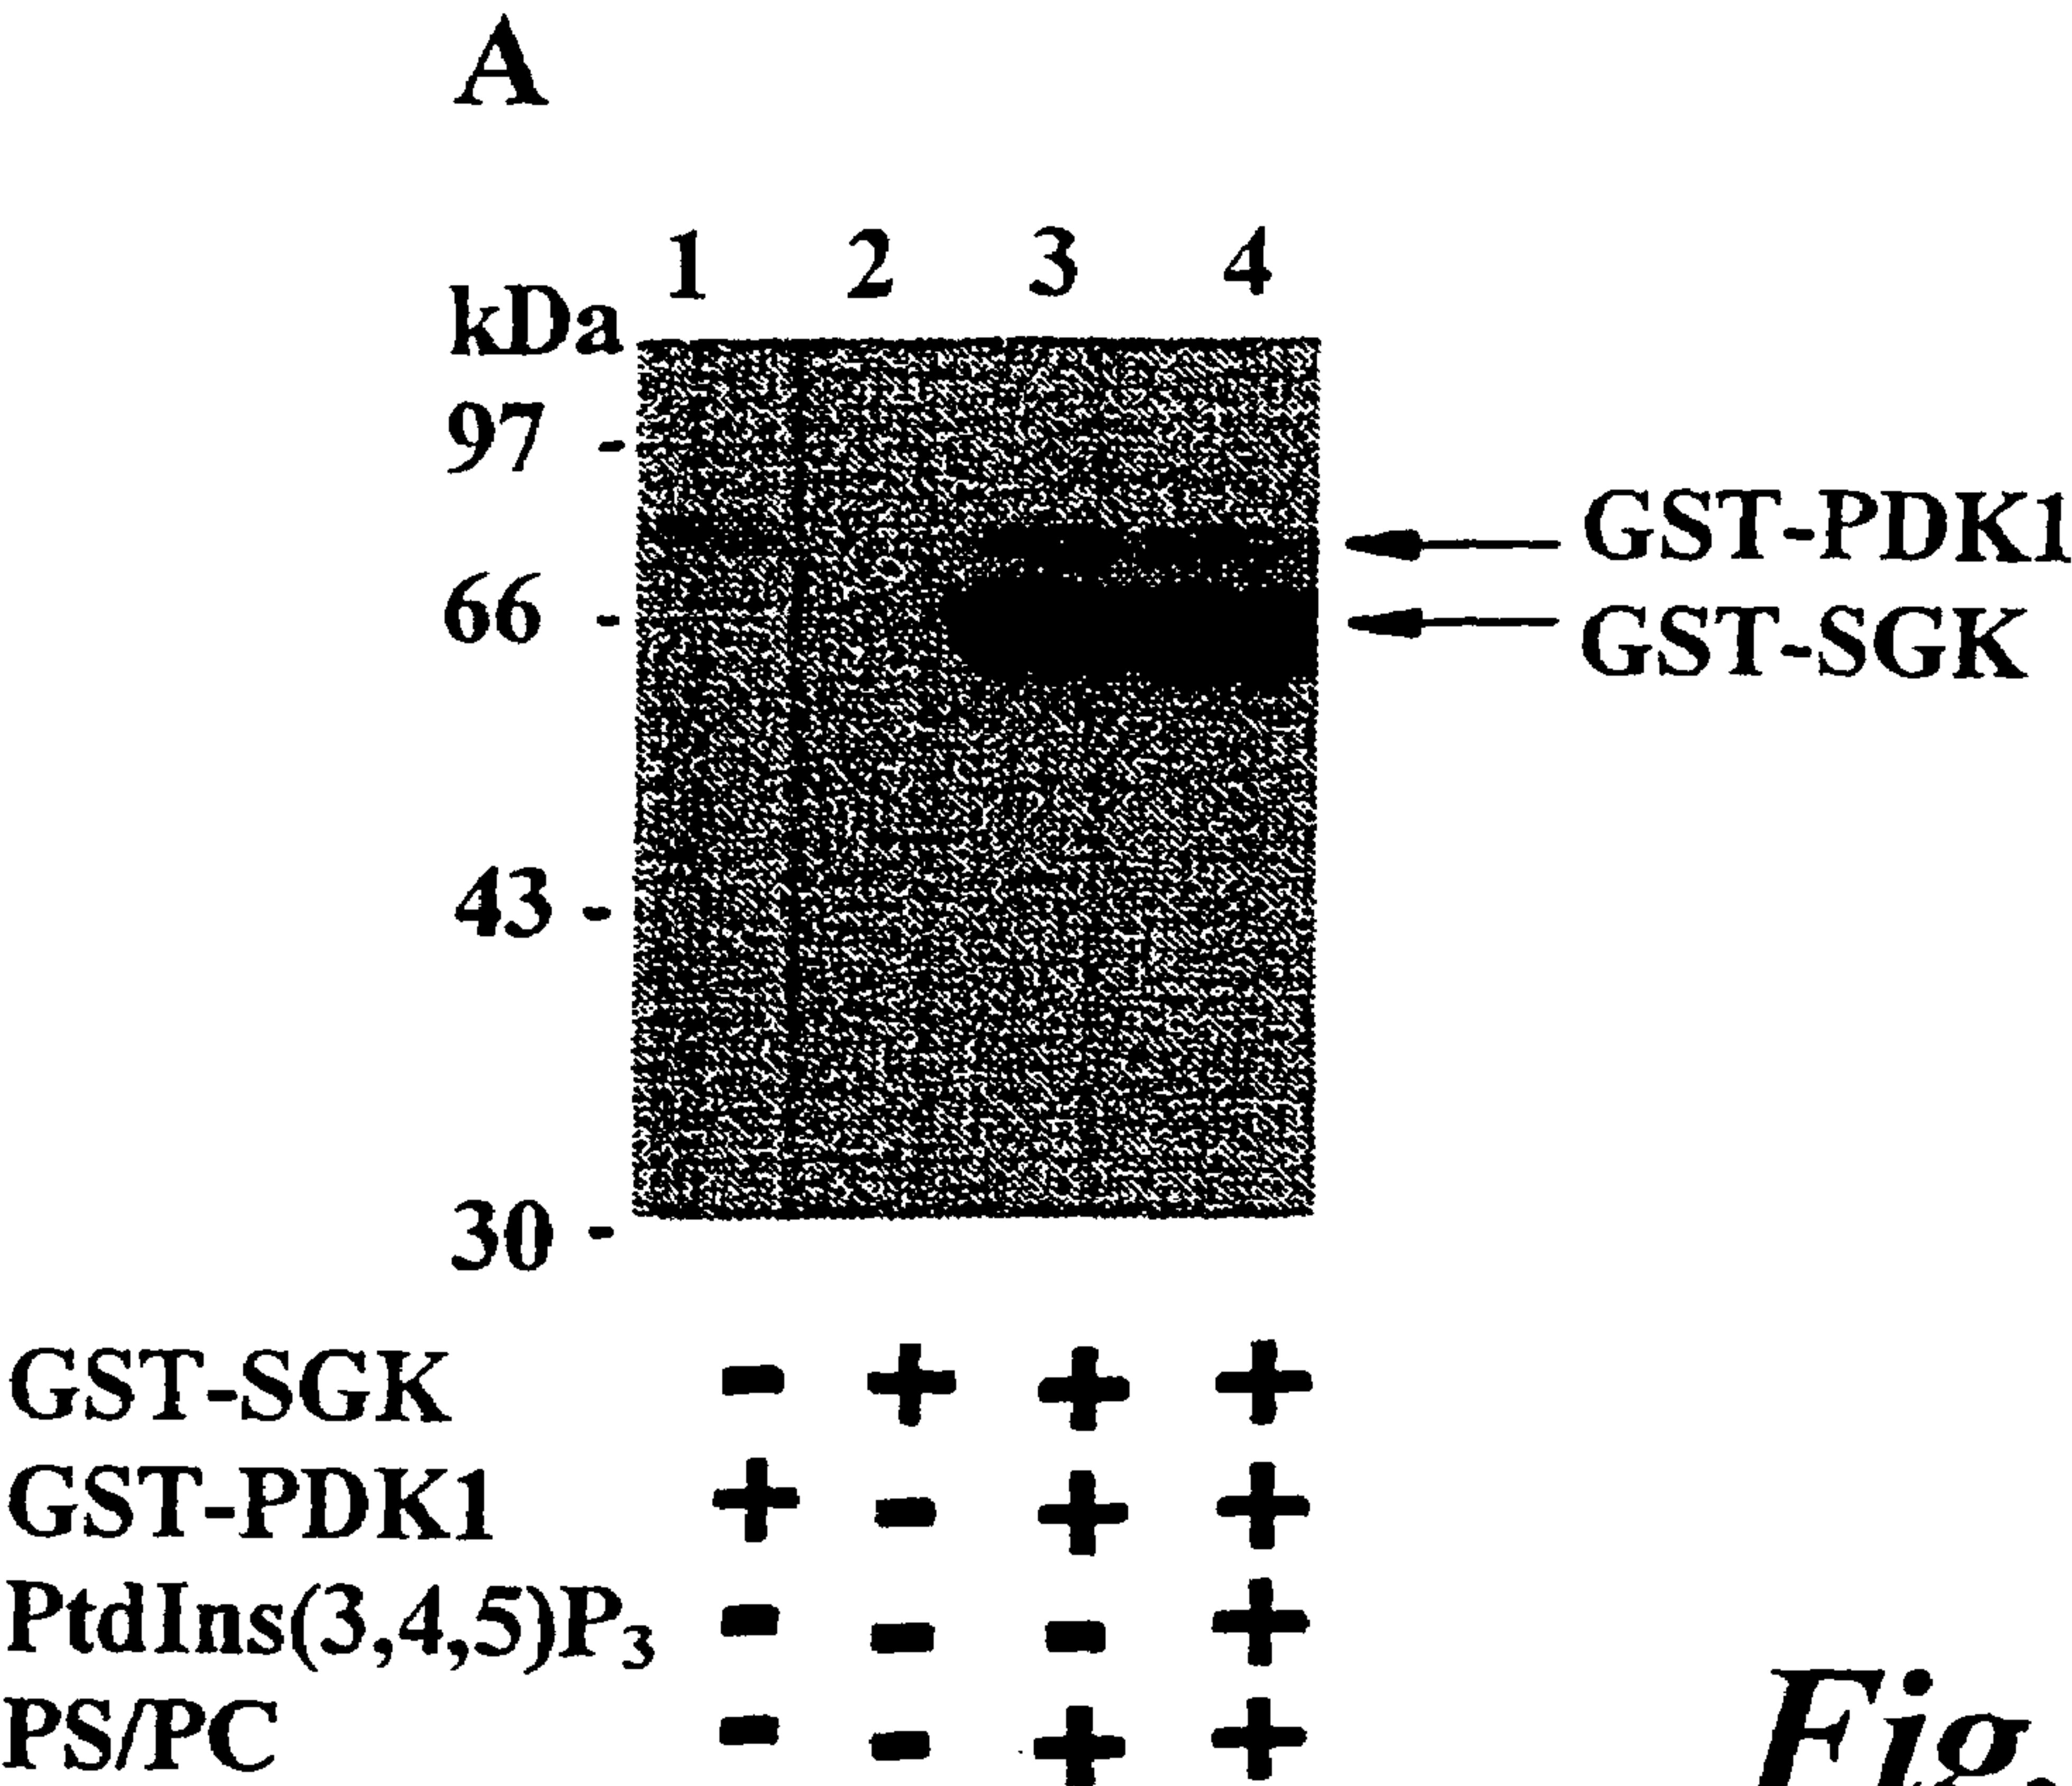 A
1 2 3 4
kDa
97 -
GST-PDK1
66 -
GST-SGK
43 -
30 -
GST-SGK - + + +
GST-PDK1 + - + +
PtdIns(3,4,5)P₃ - - - +
PS/PC - - + +
Fig.